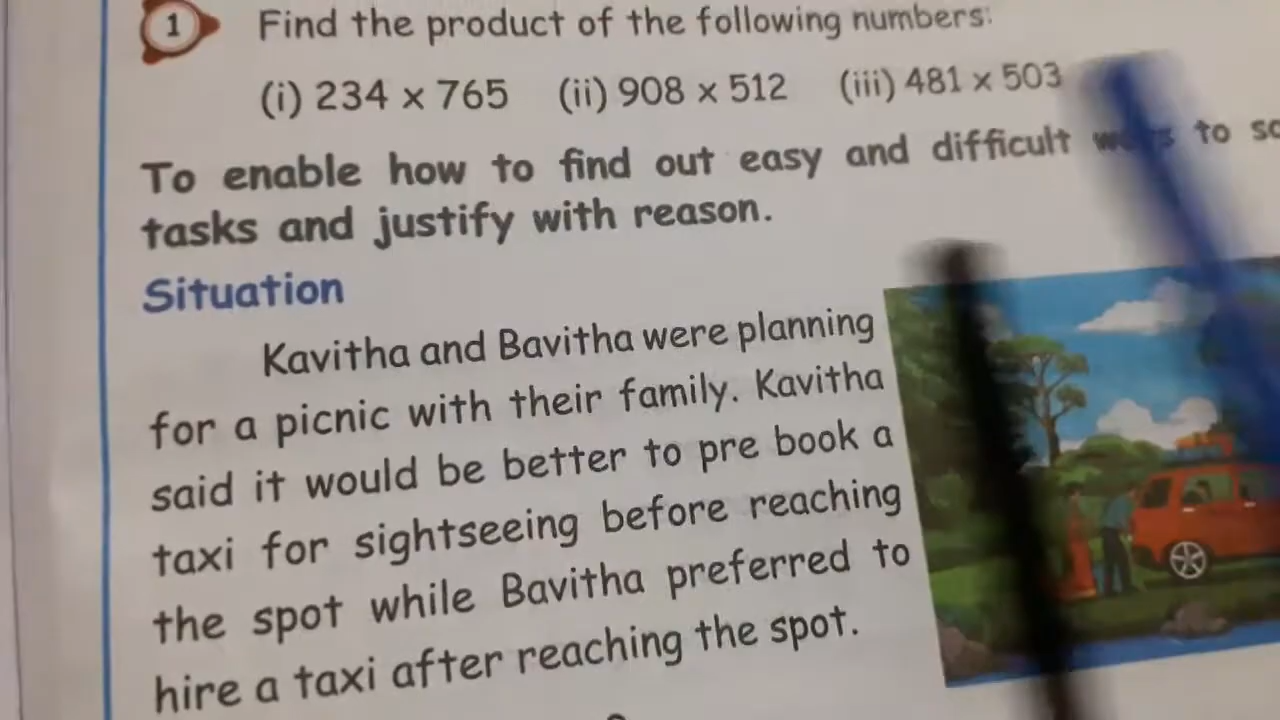 1 Find the product of the following numbers:
(i) 234 x 765 (ii) 908 x 512 (iii) 481 x 503
To enable how to find out easy and difficult to
tasks and justify with reason.
Situation
Kavitha and Bavitha were planning
for a picnic with their family. Kavitha
said it would be better to pre book a
taxi for sightseeing before reaching
the spot while Bavitha preferred to
hire a taxi after reaching the spot.